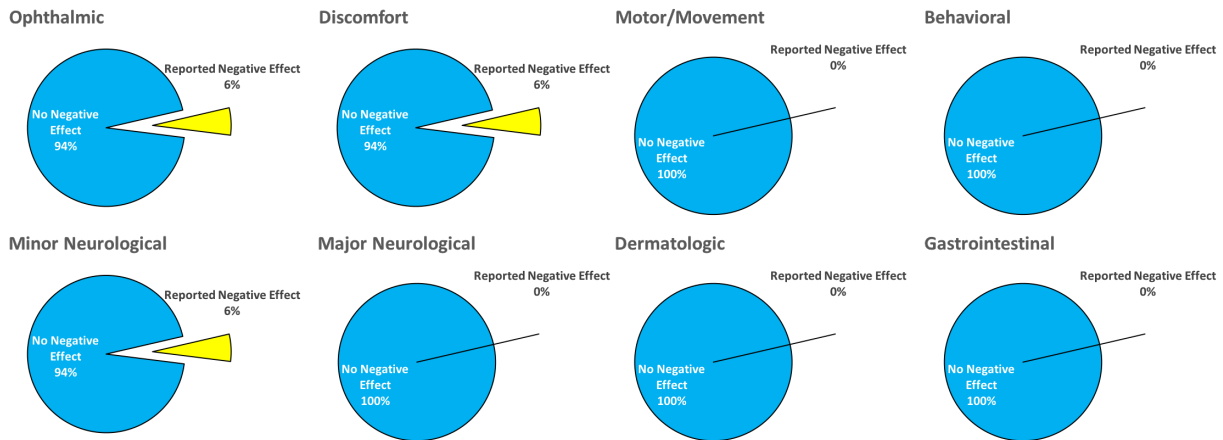 Ophthalmic
Reported Negative Effect
6%
No Negative
Effect
94%
Discomfort
Reported Negative Effect
6%
No Negative
Effect
94%
Motor/Movement
Reported Negative Effect
0%
No Negative
Effect
100%
Behavioral
Reported Negative Effect
0%
No Negative
Effect
100%
Minor Neurological
Reported Negative Effect
6%
No Negative
Effect
94%
Major Neurological
Reported Negative Effect
0%
No Negative
Effect
100%
Dermatologic
Reported Negative Effect
0%
No Negative
Effect
100%
Gastrointestinal
Reported Negative Effect
0%
No Negative
Effect
100%